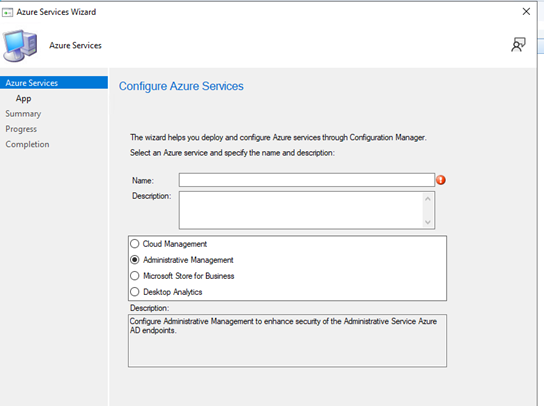 Azure Services Wizard
Azure Services
Azure Services
App
Summary
Progress
Completion
Configure Azure Services
The wizard helps you deploy and configure Azure services through Configuration Manager.
Select an Azure service and specify the name and description:
Name:
Description:
Cloud Management
Administrative Management
Microsoft Store for Business
Desktop Analytics
Description:
Configure Administrative Management to enhance security of the Administrative Service Azure
AD endpoints.